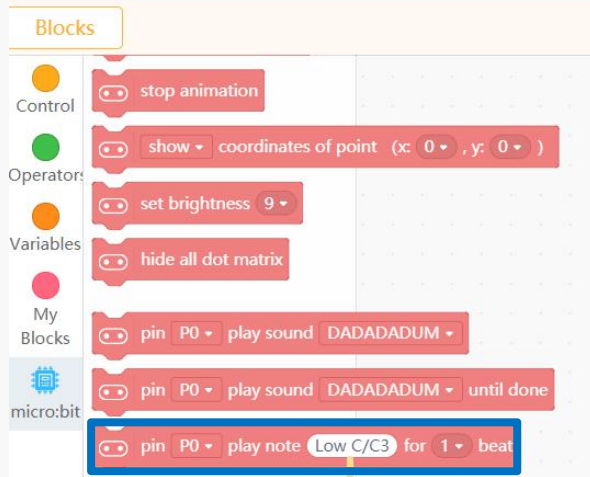 Blocks
Control
Operators
Variables
My
Blocks
micro:bit
stop animation
show coordinates of point (x: 0 , y: 0 )
set brightness 9
hide all dot matrix
pin P0 play sound DADADADUM
pin P0 play sound DADADADUM until done
pin P0 play note Low C/C3 for 1 beat